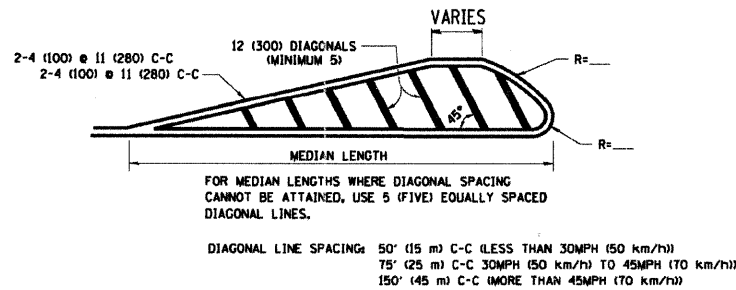 VARIES
2-4 (100) @ 11 (280) C-C
2-4 (100) @ 11 (280) C-C
12 (300) DIAGONALS
(MINIMUM 5)
R=___
45°
R=___
MEDIAN LENGTH
FOR MEDIAN LENGTHS WHERE DIAGONAL SPACING
CANNOT BE ATTAINED, USE 5 (FIVE) EQUALLY SPACED
DIAGONAL LINES.
DIAGONAL LINE SPACING: 50' (15 m) C-C (LESS THAN 30MPH (50 km/h))
75' (25 m) C-C 30MPH (50 km/h) TO 45MPH (70 km/h))
150' (45 m) C-C (MORE THAN 45MPH (70 km/h))